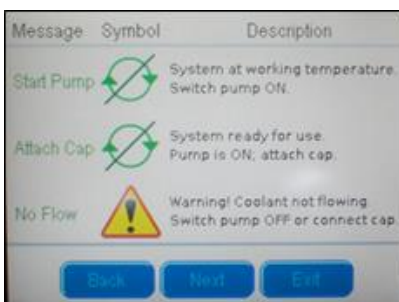 Message Symbol Description
Start Pump System at working temperature.
Switch pump ON.
Attach Cap System ready for use.
Pump is ON, attach cap.
No Flow Warning! Coolant not flowing.
Switch pump OFF or connect cap.
Back Next Exit